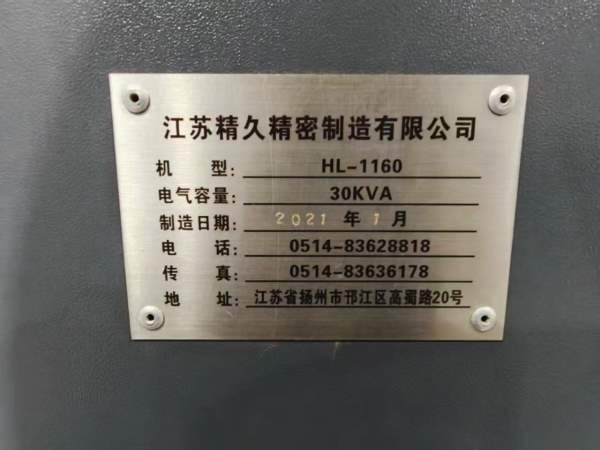 江苏精久精密制造有限公司
机 型: HL-1160
电气容量: 30KVA
制造日期: 2021 年 1 月
电 话: 0514-83628818
传 真: 0514-83636178
地 址: 江苏省扬州市邗江区高蜀路20号